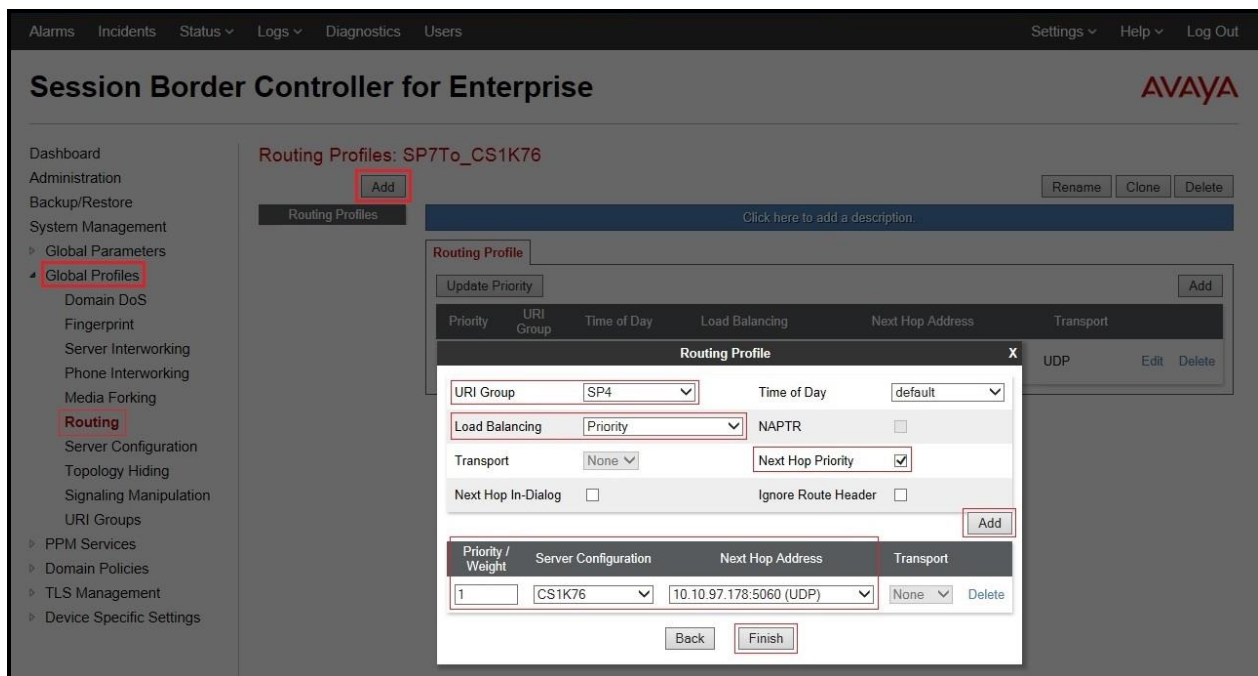 Alarms Incidents Status Logs Diagnostics Users Settings Help Log Out
Session Border Controller for Enterprise
AVAYA
Dashboard
Administration
Backup/Restore
System Management
Global Parameters
Global Profiles
Domain DoS
Fingerprint
Server Interworking
Phone Interworking
Media Forking
Routing
Server Configuration
Topology Hiding
Signaling Manipulation
URI Groups
PPM Services
Domain Policies
TLS Management
Device Specific Settings
Routing Profiles: SP7To_CS1K76
Add
Rename Clone Delete
Routing Profiles
Click here to add a description.
Routing Profile
Update Priority Add
Priority URI Group Time of Day Load Balancing Next Hop Address Transport
UDP Edit Delete
Routing Profile X
URI Group SP4 Time of Day default
Load Balancing Priority NAPTR
Transport None Next Hop Priority
Next Hop In-Dialog Ignore Route Header
Add
Priority / Weight Server Configuration Next Hop Address Transport
1 CS1K76 10.10.97.178:5060 (UDP) None Delete
Back Finish